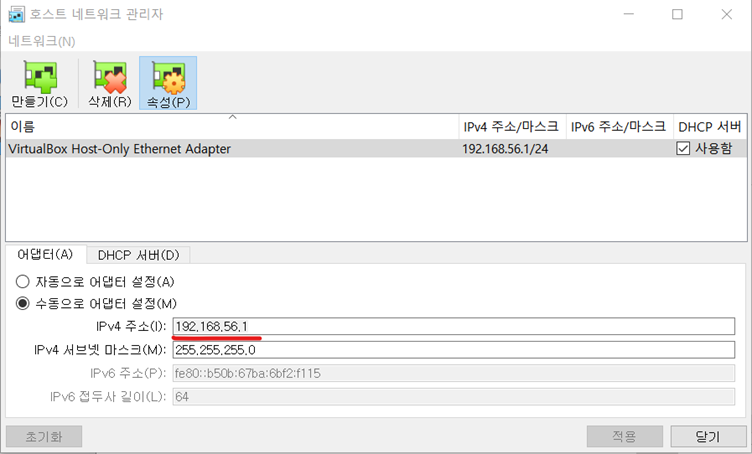 호스트 네트워크 관리자
네트워크(N)
만들기(C) 삭제(R) 속성(P)
이름 IPv4 주소/마스크 IPv6 주소/마스크 DHCP 서버
VirtualBox Host-Only Ethernet Adapter 192.168.56.1/24 사용함
어댑터(A) DHCP 서버(D)
자동으로 어댑터 설정(A)
수동으로 어댑터 설정(M)
IPv4 주소(I): 192.168.56.1
IPv4 서브넷 마스크(M): 255.255.255.0
IPv6 주소(P): fe80::b50b:67ba:6bf2:f115
IPv6 접두사 길이(L): 64
초기화 적용 닫기